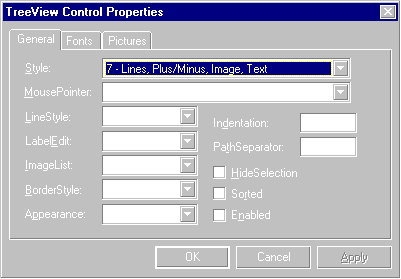 TreeView Control Properties
General Fonts Pictures
Style: 7 - Lines, Plus/Minus, Image, Text
MousePointer:
LineStyle: Indentation:
LabelEdit: PathSeparator:
ImageList: HideSelection
BorderStyle: Sorted
Appearance: Enabled
OK Cancel Apply